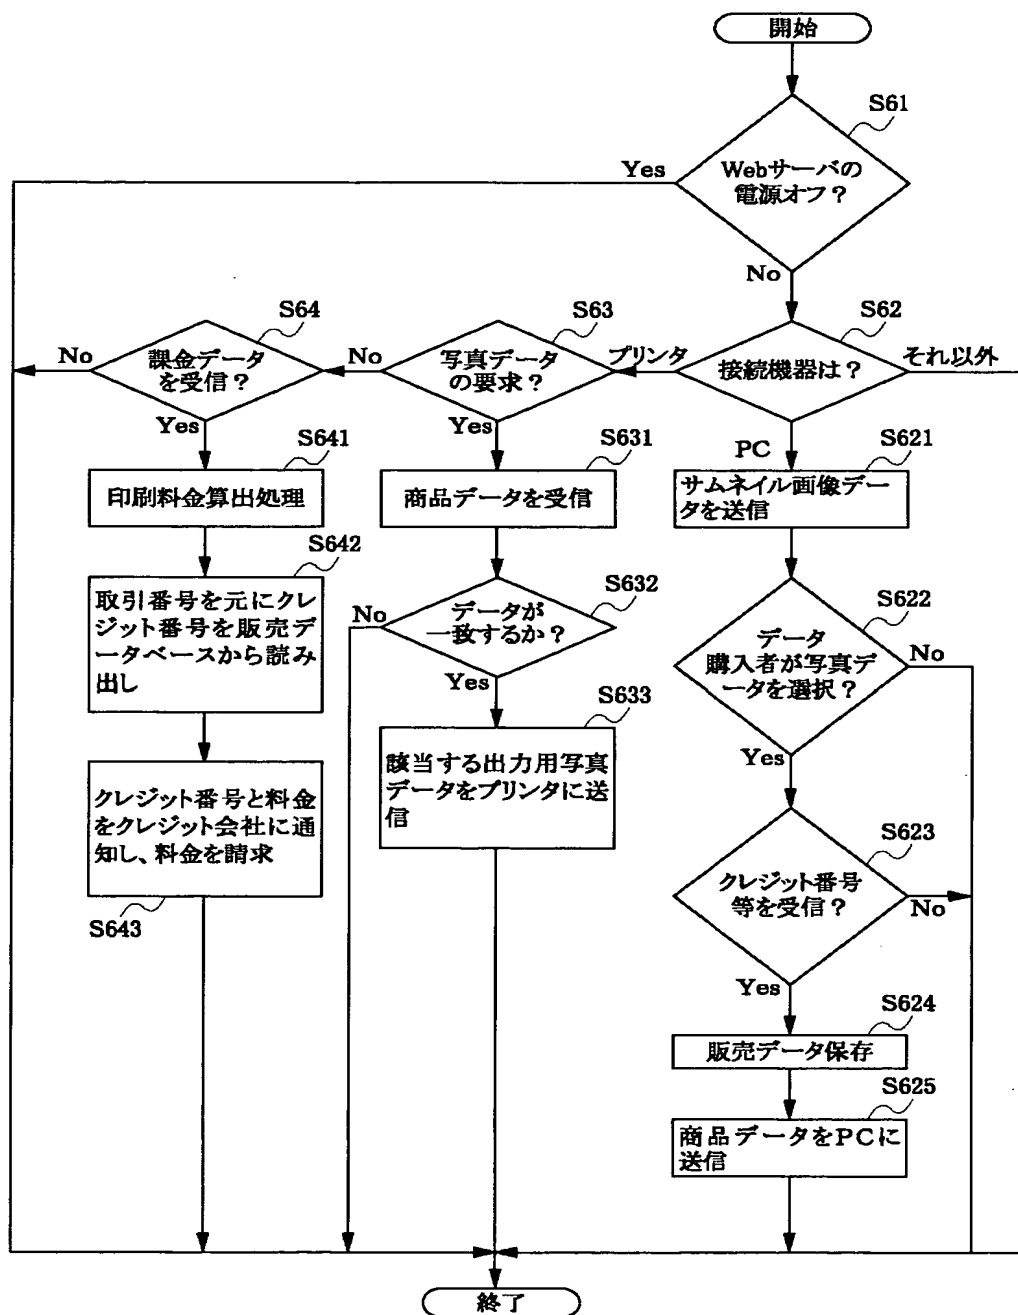 開始
S61
Yes
Webサーバの
電源オフ？
No
S64
S63
S62
No
課金データ
を受信？
No
写真データ
の要求？
プリンタ
接続機器は？
それ以外
Yes
Yes
PC
S641
S631
S621
印刷料金算出処理
商品データを受信
サムネイル画像デー
タを送信
S642
取引番号を元にクレ
ジット番号を販売デー
タベースから読み
出し
S632
No
データが
一致するか？
Yes
S622
データ
購入者が写真デ
ータを選択？
No
Yes
S633
該当する出力用写真
データをプリンタに送
信
クレジット番号と料金
をクレジット会社に通
知し、料金を請求
S643
S623
クレジット番号
等を受信？
No
Yes
S624
販売データ保存
S625
商品データをPCに
送信
終了